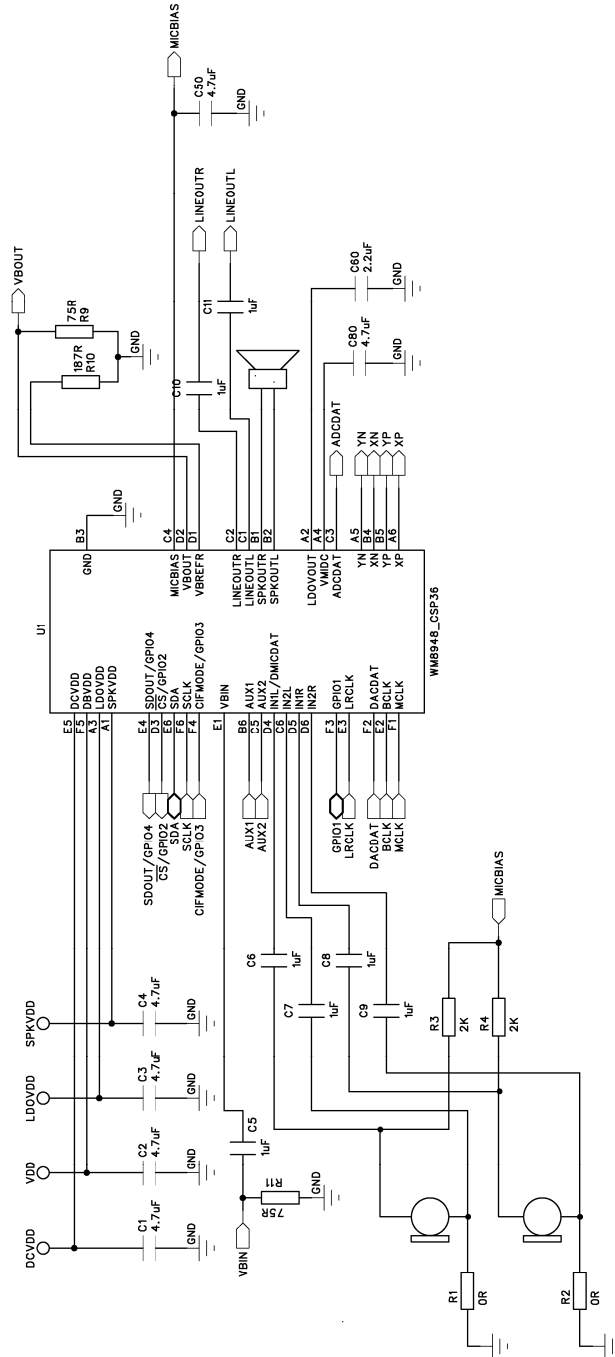 DCVDD
VDD
LDOVDD
SPKVDD
C1
4.7uF
GND
C2
4.7uF
GND
C3
4.7uF
GND
C4
4.7uF
GND
VBIN
R11
75R
GND
C5
1uF
SDOUT/GPIO4
CS/GPIO2
SDA
SCLK
CIFMODE/GPIO3
AUX1
AUX2
GPIO1
LRCLK
DACDAT
BCLK
MCLK
C6
1uF
C7
1uF
C8
1uF
C9
1uF
R1
0R
R2
0R
R3
2K
R4
2K
MICBIAS
U1
E5 DCVDD
F5 DBVDD
A3 LDOVDD
A1 SPKVDD
E4 SDOUT/GPIO4
D3 CS/GPIO2
E6 SDA
F6 SCLK
F4 CIFMODE/GPIO3
E1 VBIN
B6 AUX1
C5 AUX2
D4 IN1L/DMICDAT
C6 IN2L
D5 IN1R
D6 IN2R
F3 GPIO1
E3 LRCLK
F2 DACDAT
E2 BCLK
F1 MCLK
GND B3
MICBIAS C4
VBOUT D2
VBREFR D1
LINEOUTR C2
LINEOUTL C1
SPKOUTR B1
SPKOUTL B2
LDOVOUT A2
VMIDC A4
ADCDAT C3
YN A5
XN B4
YP B5
XP A6
WM8948_CSP36
GND
VBOUT
75R
R9
187R
R10
GND
MICBIAS
C50
4.7uF
GND
LINEOUTR
LINEOUTL
C10
1uF
C11
1uF
C60
2.2uF
GND
C80
4.7uF
GND
ADCDAT
YN
XN
YP
XP